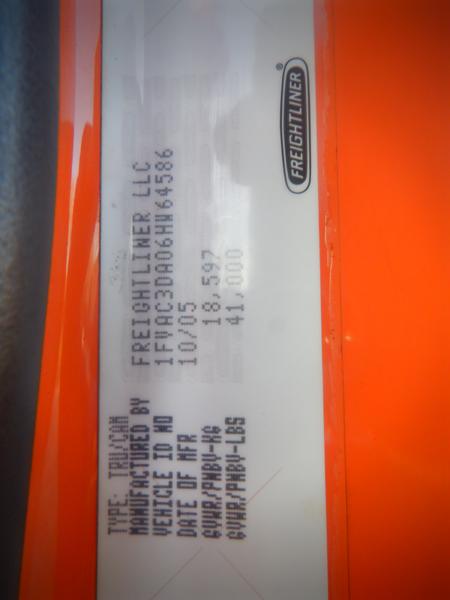 FREIGHTLINER®
TYPE: TRU/CAM
MANUFACTURED BY FREIGHTLINER LLC
VEHICLE ID NO 1FVAC3DA06HW64586
DATE OF MFR 10/05
GVWR/PNBV-KG 18,597
GVWR/PNBV-LBS 41,000